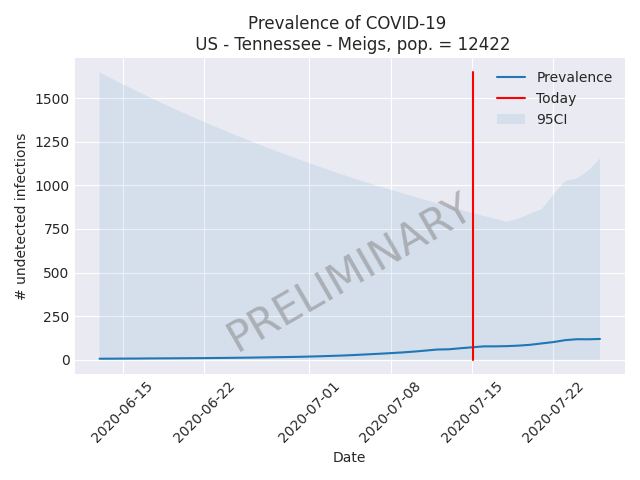 Prevalence of COVID-19
US - Tennessee - Meigs, pop. = 12422
# undetected infections
1500
1250
1000
750
500
250
0
Prevalence
Today
95CI
PRELIMINARY
2020-06-15
2020-06-22
2020-07-01
2020-07-08
2020-07-15
2020-07-22
Date